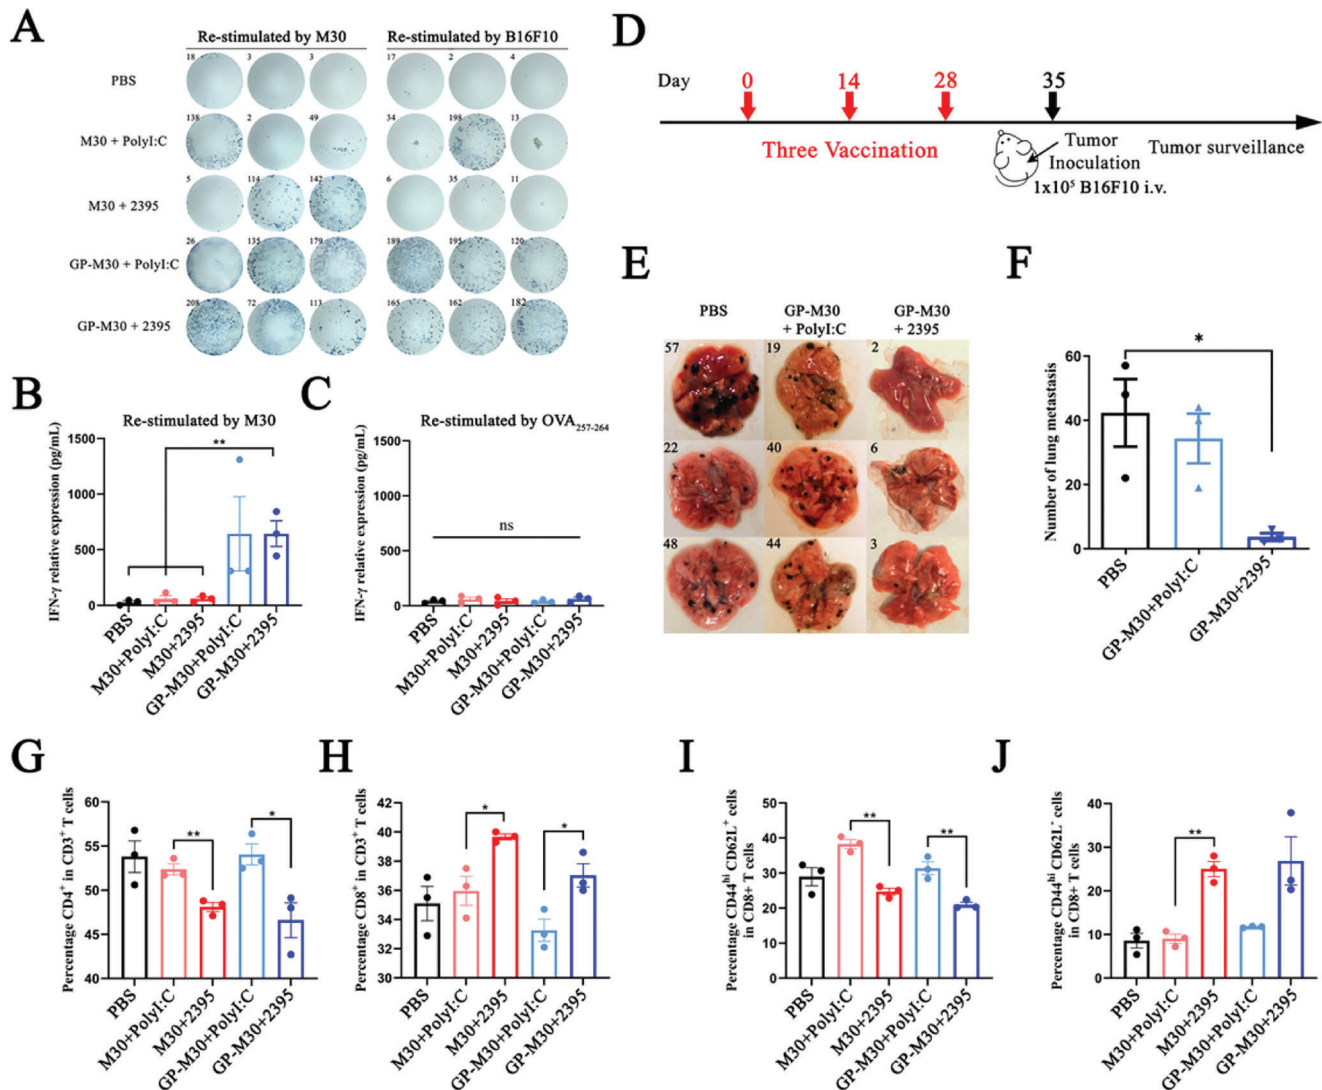 A
Re-stimulated by M30
Re-stimulated by B16F10
PBS
18
3
3
17
2
4
M30 + PolyI:C
138
2
49
34
198
13
M30 + 2395
5
114
142
6
35
11
GP-M30 + PolyI:C
26
135
179
189
195
120
GP-M30 + 2395
208
72
113
165
162
182
D
Day
0
14
28
35
Three Vaccination
Tumor
Inoculation
1x10⁵ B16F10 i.v.
Tumor surveillance
B
Re-stimulated by M30
IFN-γ relative expression (pg/mL)
1500
1000
500
0
**
PBS
M30+PolyI:C
M30+2395
GP-M30+PolyI:C
GP-M30+2395
C
Re-stimulated by OVA₂₅₇₋₂₆₄
IFN-γ relative expression (pg/mL)
1500
1000
500
0
ns
PBS
M30+PolyI:C
M30+2395
GP-M30+PolyI:C
GP-M30+2395
E
PBS
GP-M30
+ PolyI:C
GP-M30
+ 2395
57
19
2
22
40
6
48
44
3
F
Number of lung metastasis
60
40
20
0
*
PBS
GP-M30+PolyI:C
GP-M30+2395
G
Percentage CD4⁺ in CD3⁺ T cells
60
55
50
45
40
**
*
PBS
M30+PolyI:C
M30+2395
GP-M30+PolyI:C
GP-M30+2395
H
Percentage CD8⁺ in CD3⁺ T cells
42
40
38
36
34
32
30
*
*
PBS
M30+PolyI:C
M30+2395
GP-M30+PolyI:C
GP-M30+2395
I
Percentage CD44ʰⁱ CD62L⁺ cells
in CD8+ T cells
50
40
30
20
10
0
**
**
PBS
M30+PolyI:C
M30+2395
GP-M30+PolyI:C
GP-M30+2395
J
Percentage CD44ʰⁱ CD62L⁻ cells
in CD8+ T cells
40
30
20
10
0
**
PBS
M30+PolyI:C
M30+2395
GP-M30+PolyI:C
GP-M30+2395